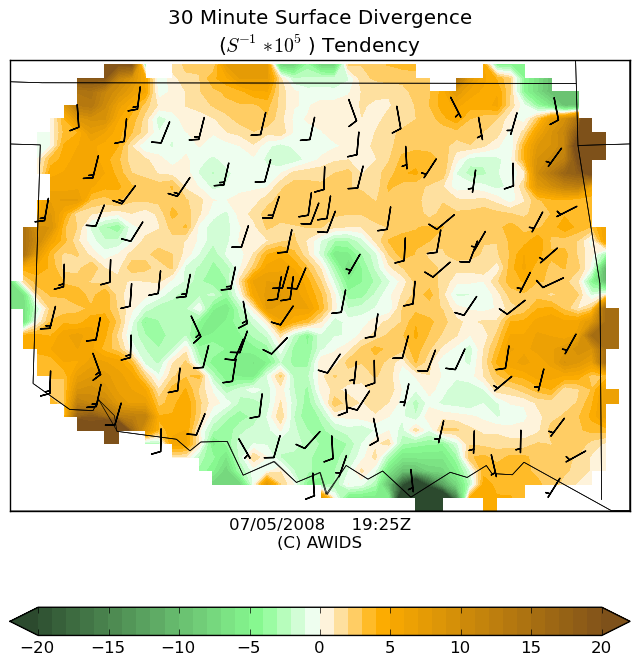 30 Minute Surface Divergence
(S⁻¹ * 10⁵ ) Tendency
07/05/2008 19:25Z
(C) AWIDS
−20 −15 −10 −5 0 5 10 15 20